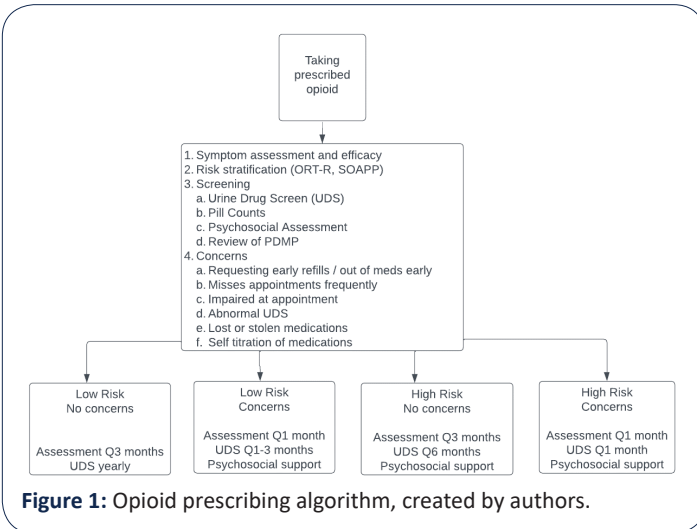 Taking
prescribed
opioid
1. Symptom assessment and efficacy
2. Risk stratification (ORT-R, SOAPP)
3. Screening
a. Urine Drug Screen (UDS)
b. Pill Counts
c. Psychosocial Assessment
d. Review of PDMP
4. Concerns
a. Requesting early refills / out of meds early
b. Misses appointments frequently
c. Impaired at appointment
d. Abnormal UDS
e. Lost or stolen medications
f. Self titration of medications
Low Risk
No concerns
Assessment Q3 months
UDS yearly
Low Risk
Concerns
Assessment Q1 month
UDS Q1-3 months
Psychosocial support
High Risk
No concerns
Assessment Q3 months
UDS Q6 months
Psychosocial support
High Risk
Concerns
Assessment Q1 month
UDS Q1 month
Psychosocial support
Figure 1: Opioid prescribing algorithm, created by authors.